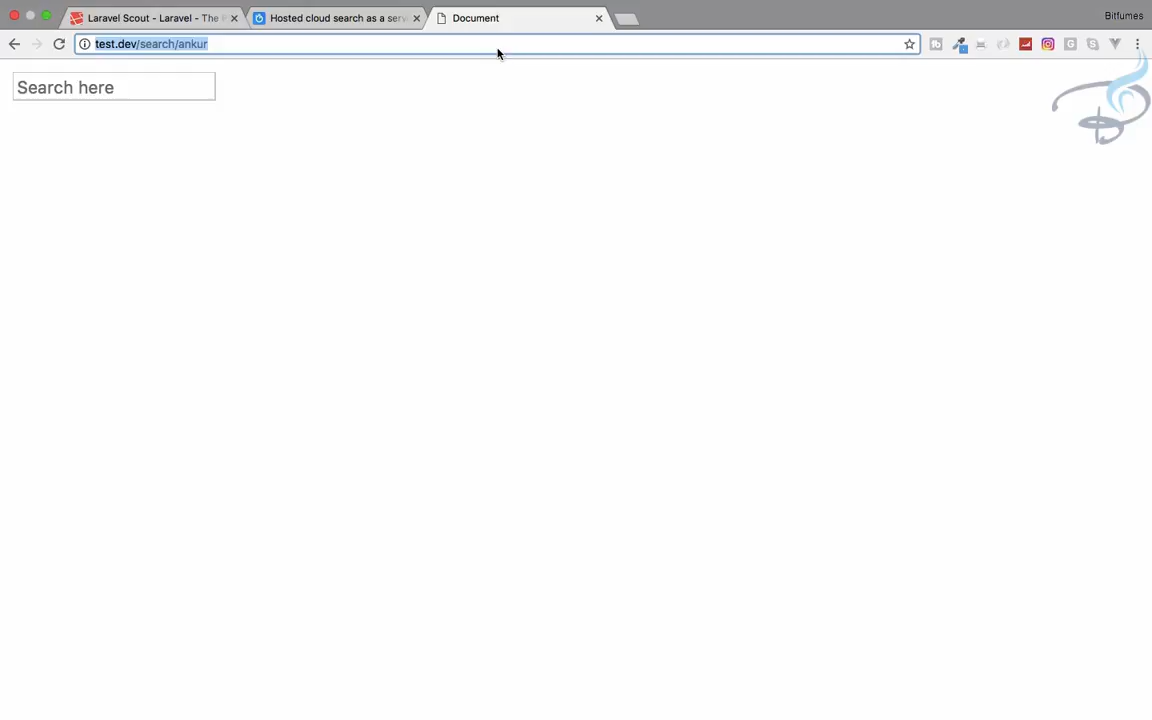 Laravel Scout - Laravel - The
Hosted cloud search as a serv
Document
Bitfumes
test.dev/search/ankur
Search here